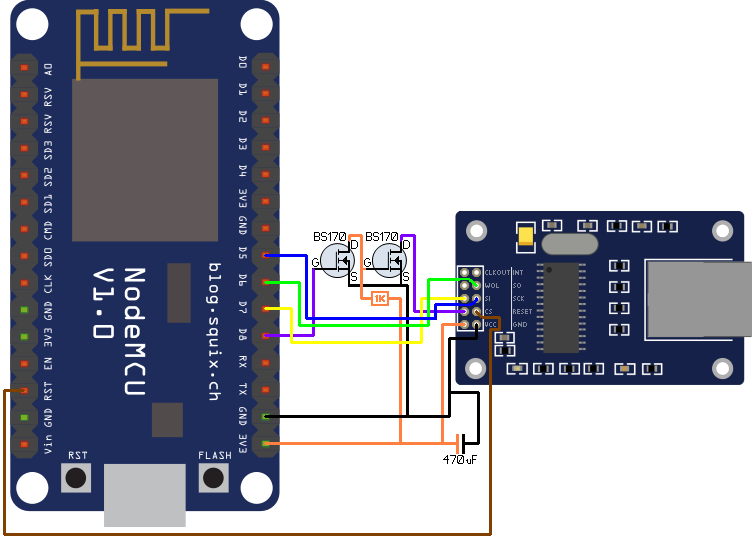 A0
RSV
RSV
SD3
SD2
SD1
CMD
SD0
CLK
GND
3V3
EN
RST
GND
Vin
D0
D1
D2
D3
D4
3V3
GND
D5
D6
D7
D8
RX
TX
GND
3V3
NodeMCU
V1.0
blog.squix.ch
RST
FLASH
BS170
D
G
S
BS170
D
G
S
1K
470uF
CLKOUT INT
WOL SO
SI SCK
CS RESET
VCC GND